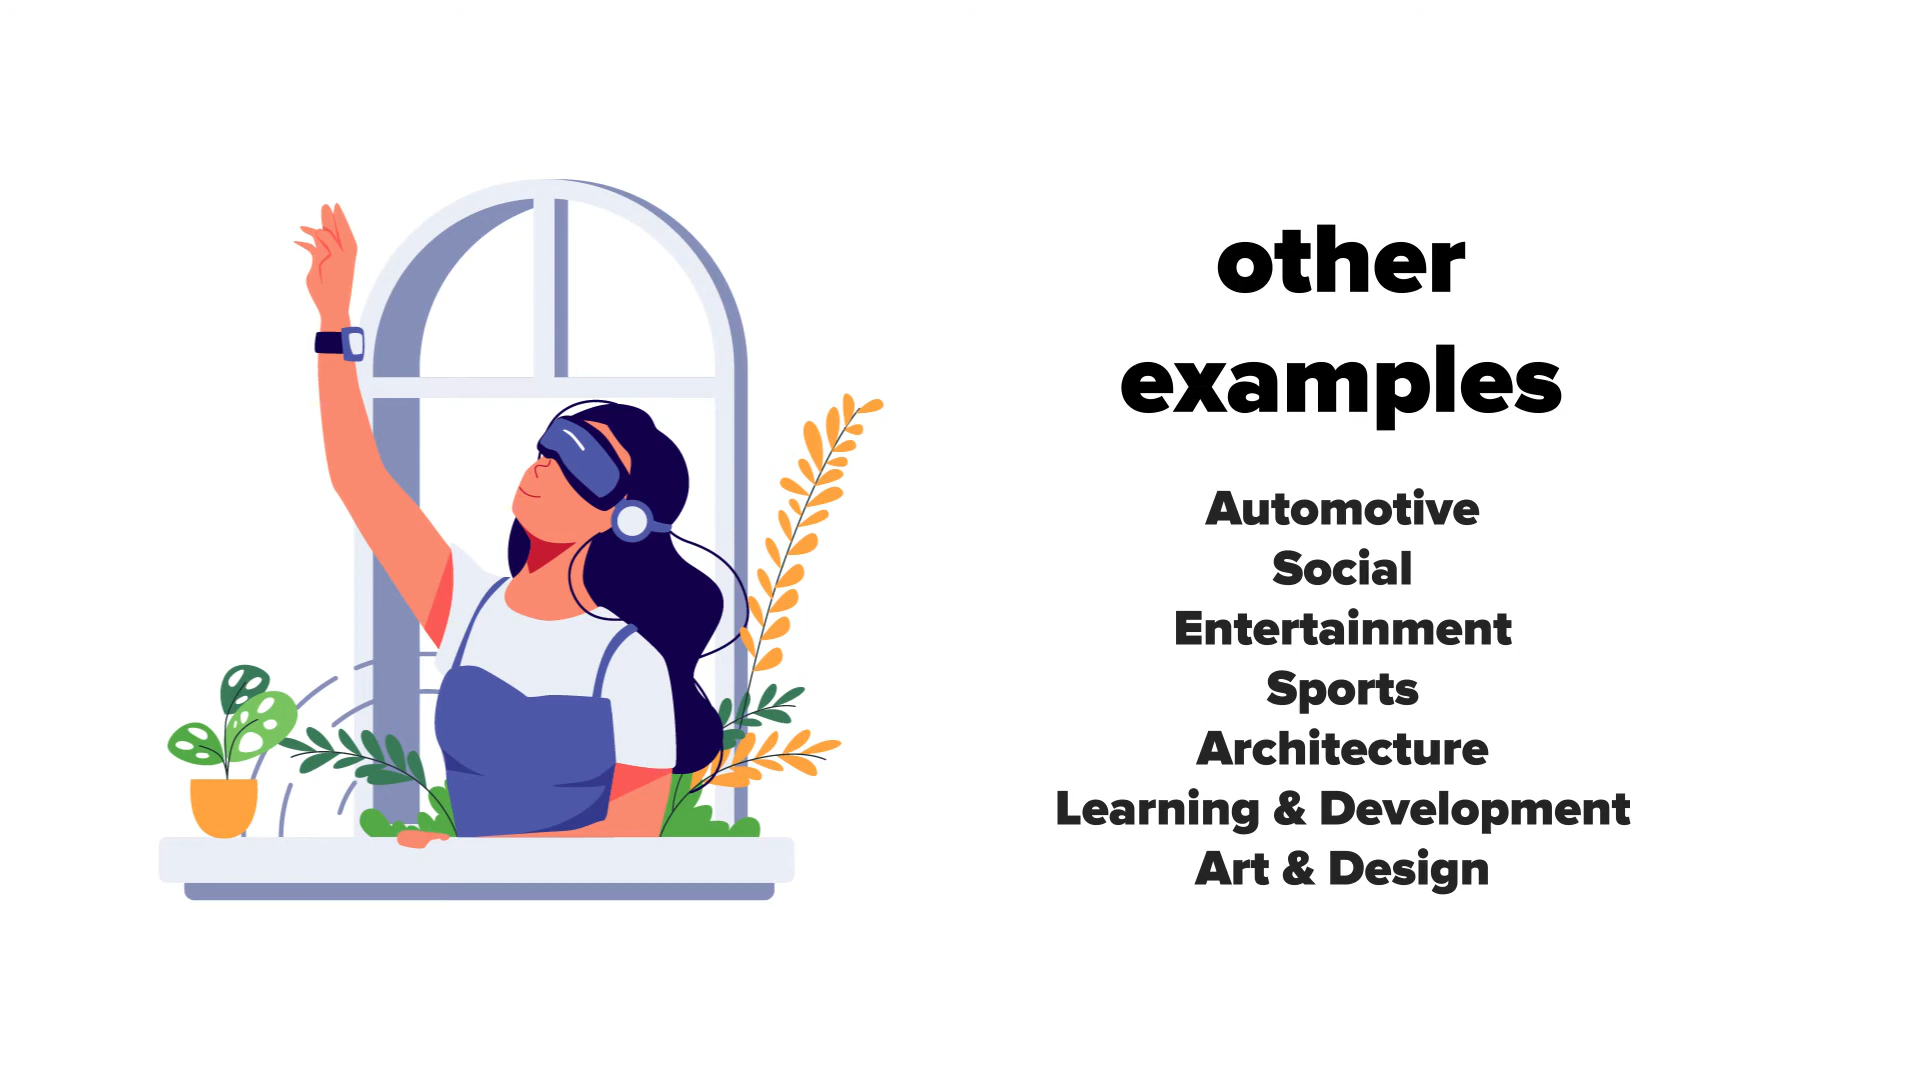 other
examples
Automotive
Social
Entertainment
Sports
Architecture
Learning & Development
Art & Design